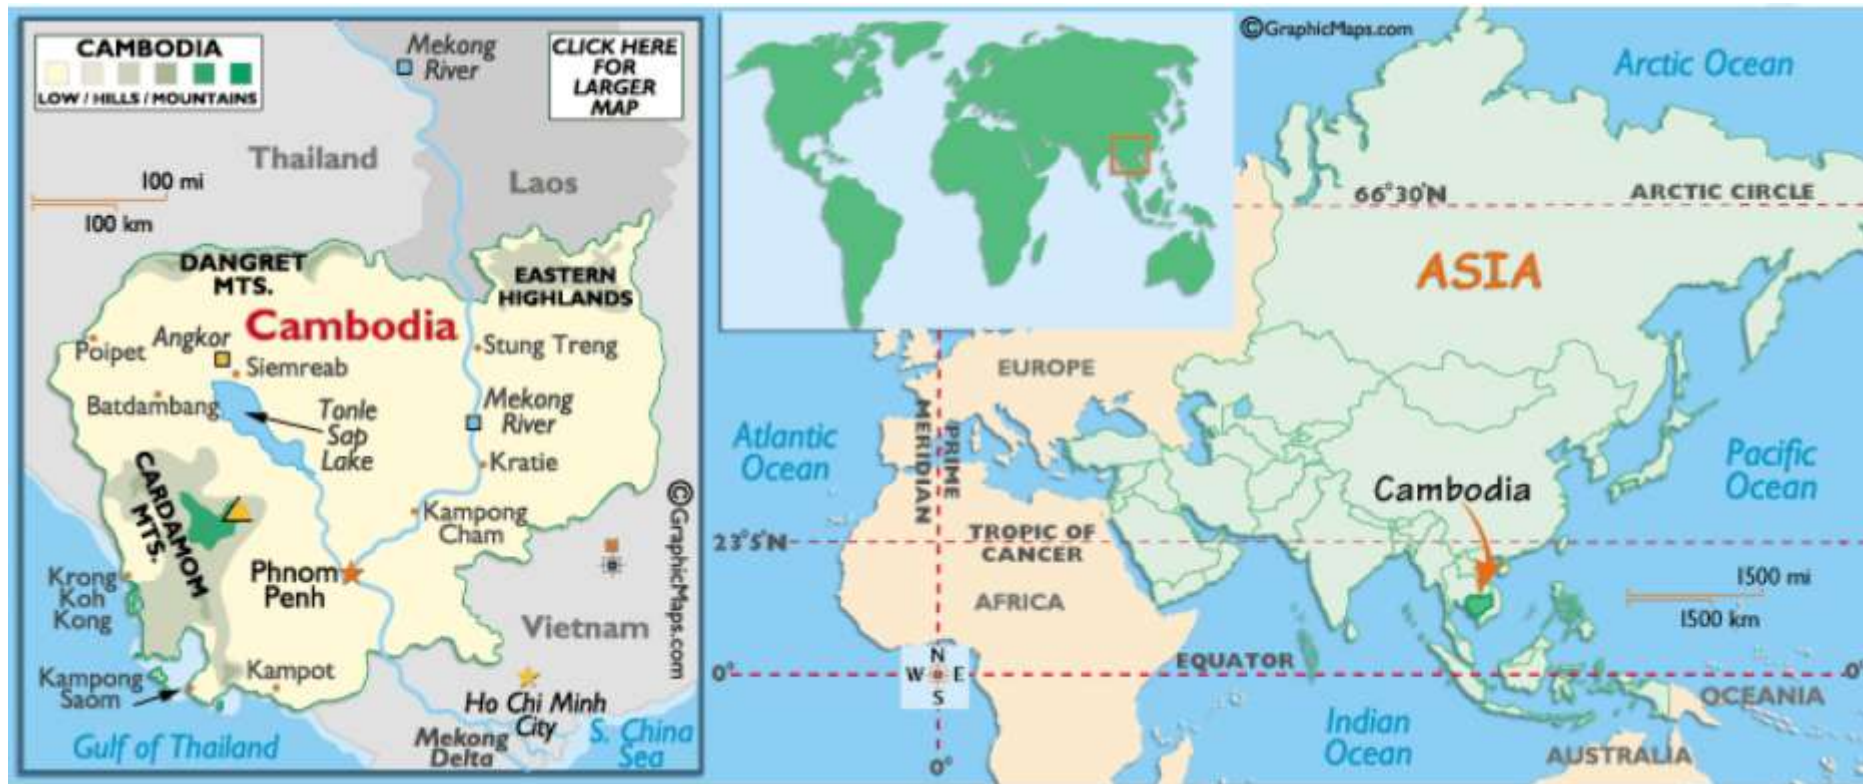 CAMBODIA
LOW / HILLS / MOUNTAINS
Mekong
River
CLICK HERE
FOR
LARGER
MAP
Thailand
Laos
100 mi
100 km
DANGRET
MTS.
EASTERN
HIGHLANDS
Cambodia
Poipet
Angkor
Siemreab
Stung Treng
Batdambang
Tonle
Sap
Lake
Mekong
River
Kratie
CARDAMOM
MTS.
Kampong
Cham
Phnom
Penh
Krong
Koh
Kong
Vietnam
©GraphicMaps.com
Kampong
Saom
Kampot
Ho Chi Minh
City
Gulf of Thailand
Mekong
Delta
S. China
Sea
©GraphicMaps.com
Arctic Ocean
66°30'N
ARCTIC CIRCLE
ASIA
EUROPE
Atlantic
Ocean
PRIME
MERIDIAN
Pacific
Ocean
Cambodia
23°5'N
TROPIC OF
CANCER
AFRICA
1500 mi
1500 km
EQUATOR
0°
N
W E
S
0°
OCEANIA
Indian
Ocean
AUSTRALIA
0°